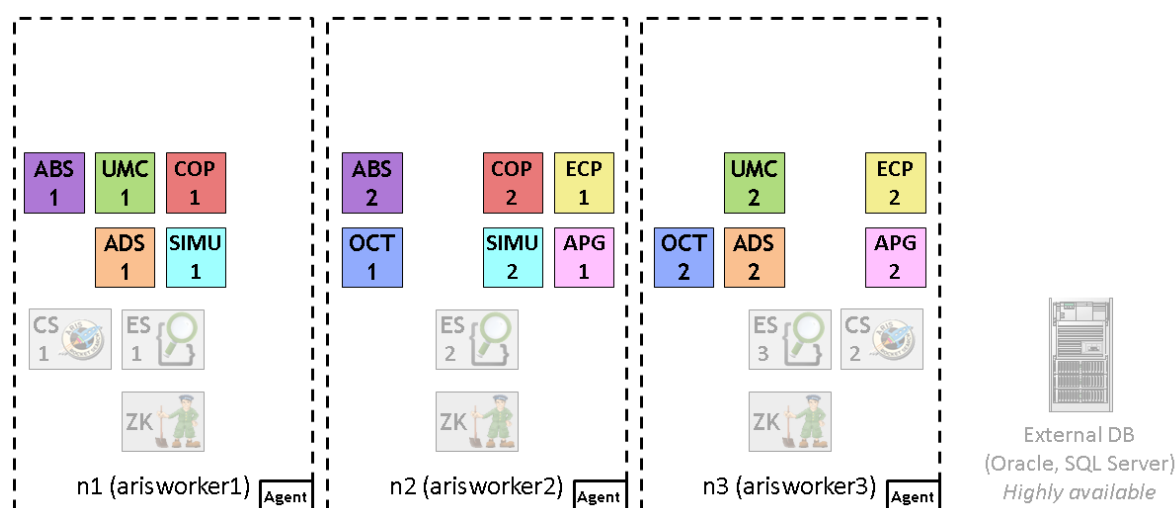 ABS
1
UMC
1
COP
1
ADS
1
SIMU
1
CS
1
ES
1
ZK
n1 (arisworker1)
Agent
ABS
2
COP
2
ECP
1
OCT
1
SIMU
2
APG
1
ES
2
ZK
n2 (arisworker2)
Agent
UMC
2
ECP
2
OCT
2
ADS
2
APG
2
ES
3
CS
2
ZK
n3 (arisworker3)
Agent
External DB
(Oracle, SQL Server)
Highly available